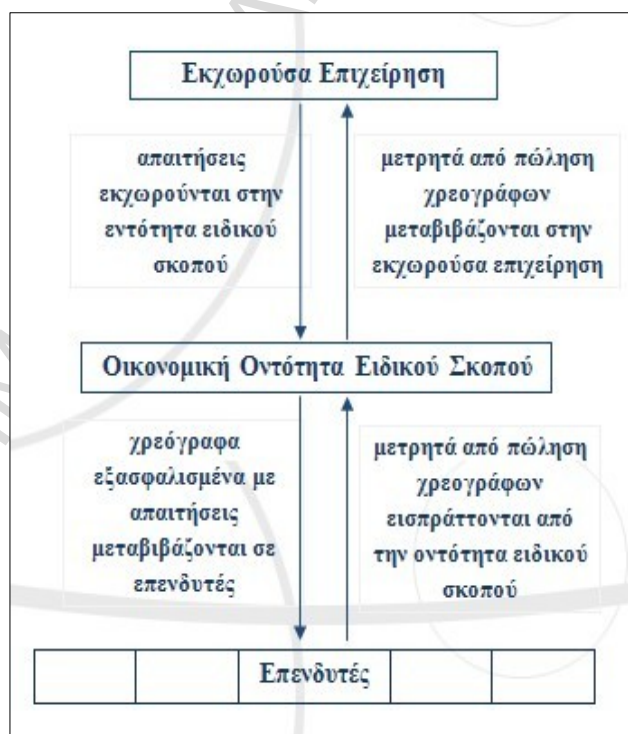 Εκχωρούσα Επιχείρηση
απαιτήσεις
εκχωρούνται στην
εντότητα ειδικού
σκοπού
μετρητά από πώληση
χρεογράφων
μεταβιβάζονται στην
εκχωρούσα επιχείρηση
Οικονομική Οντότητα Ειδικού Σκοπού
χρεόγραφα
εξασφαλισμένα με
απαιτήσεις
μεταβιβάζονται σε
επενδυτές
μετρητά από πώληση
χρεογράφων
εισπράττονται από
την οντότητα ειδικού
σκοπού
Επενδυτές